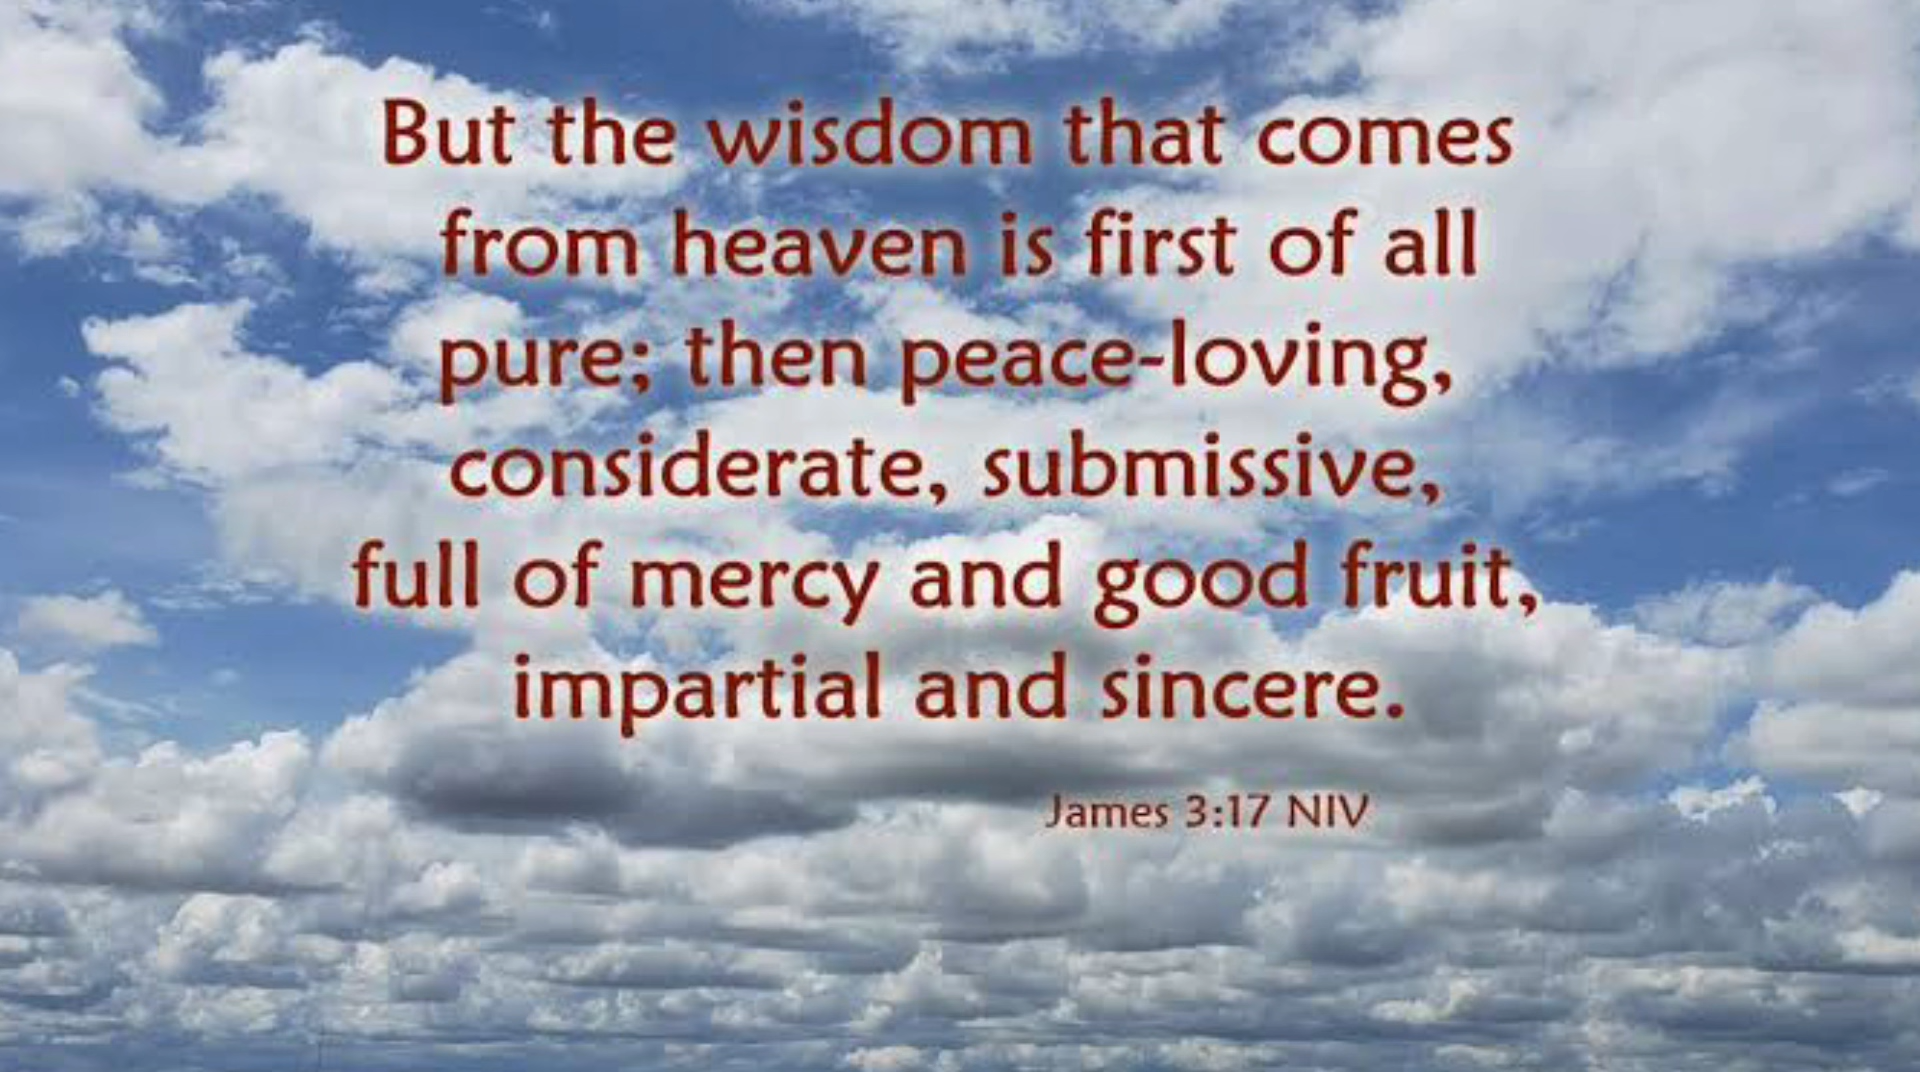 But the wisdom that comes
from heaven is first of all
pure; then peace-loving,
considerate, submissive,
full of mercy and good fruit,
impartial and sincere.
James 3:17 NIV